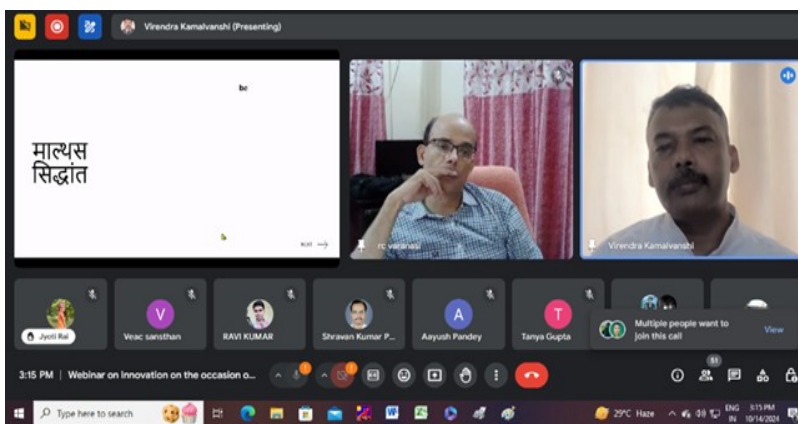 Virendra Kamalvanshi (Presenting)
be
माल्थस
सिद्धांत
rc varanasi
Virendra Kamalvanshi
Jyoti Rai
V
Veac sansthan
RAVI KUMAR
Shravan Kumar P...
A
Aayush Pandey
T
Tanya Gupta
Multiple people want to
join this call
View
3:15 PM | Webinar on Innovation on the occasion o...
51
Type here to search
29°C Haze
ENG
IN
3:15 PM
10/14/2024